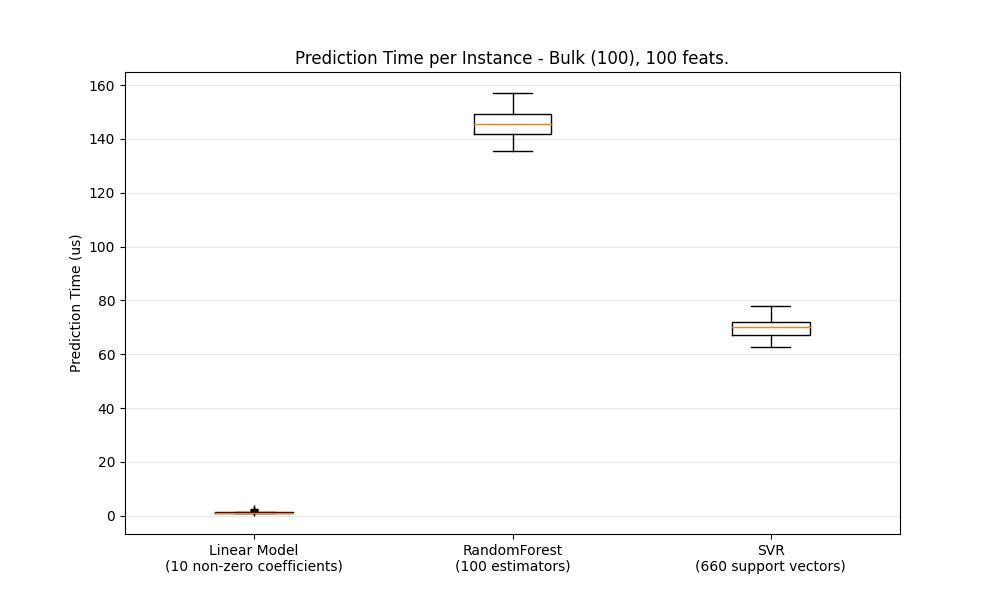 Prediction Time per Instance - Bulk (100), 100 feats.
Prediction Time (us)
160
140
120
100
80
60
40
20
0
Linear Model
(10 non-zero coefficients)
RandomForest
(100 estimators)
SVR
(660 support vectors)